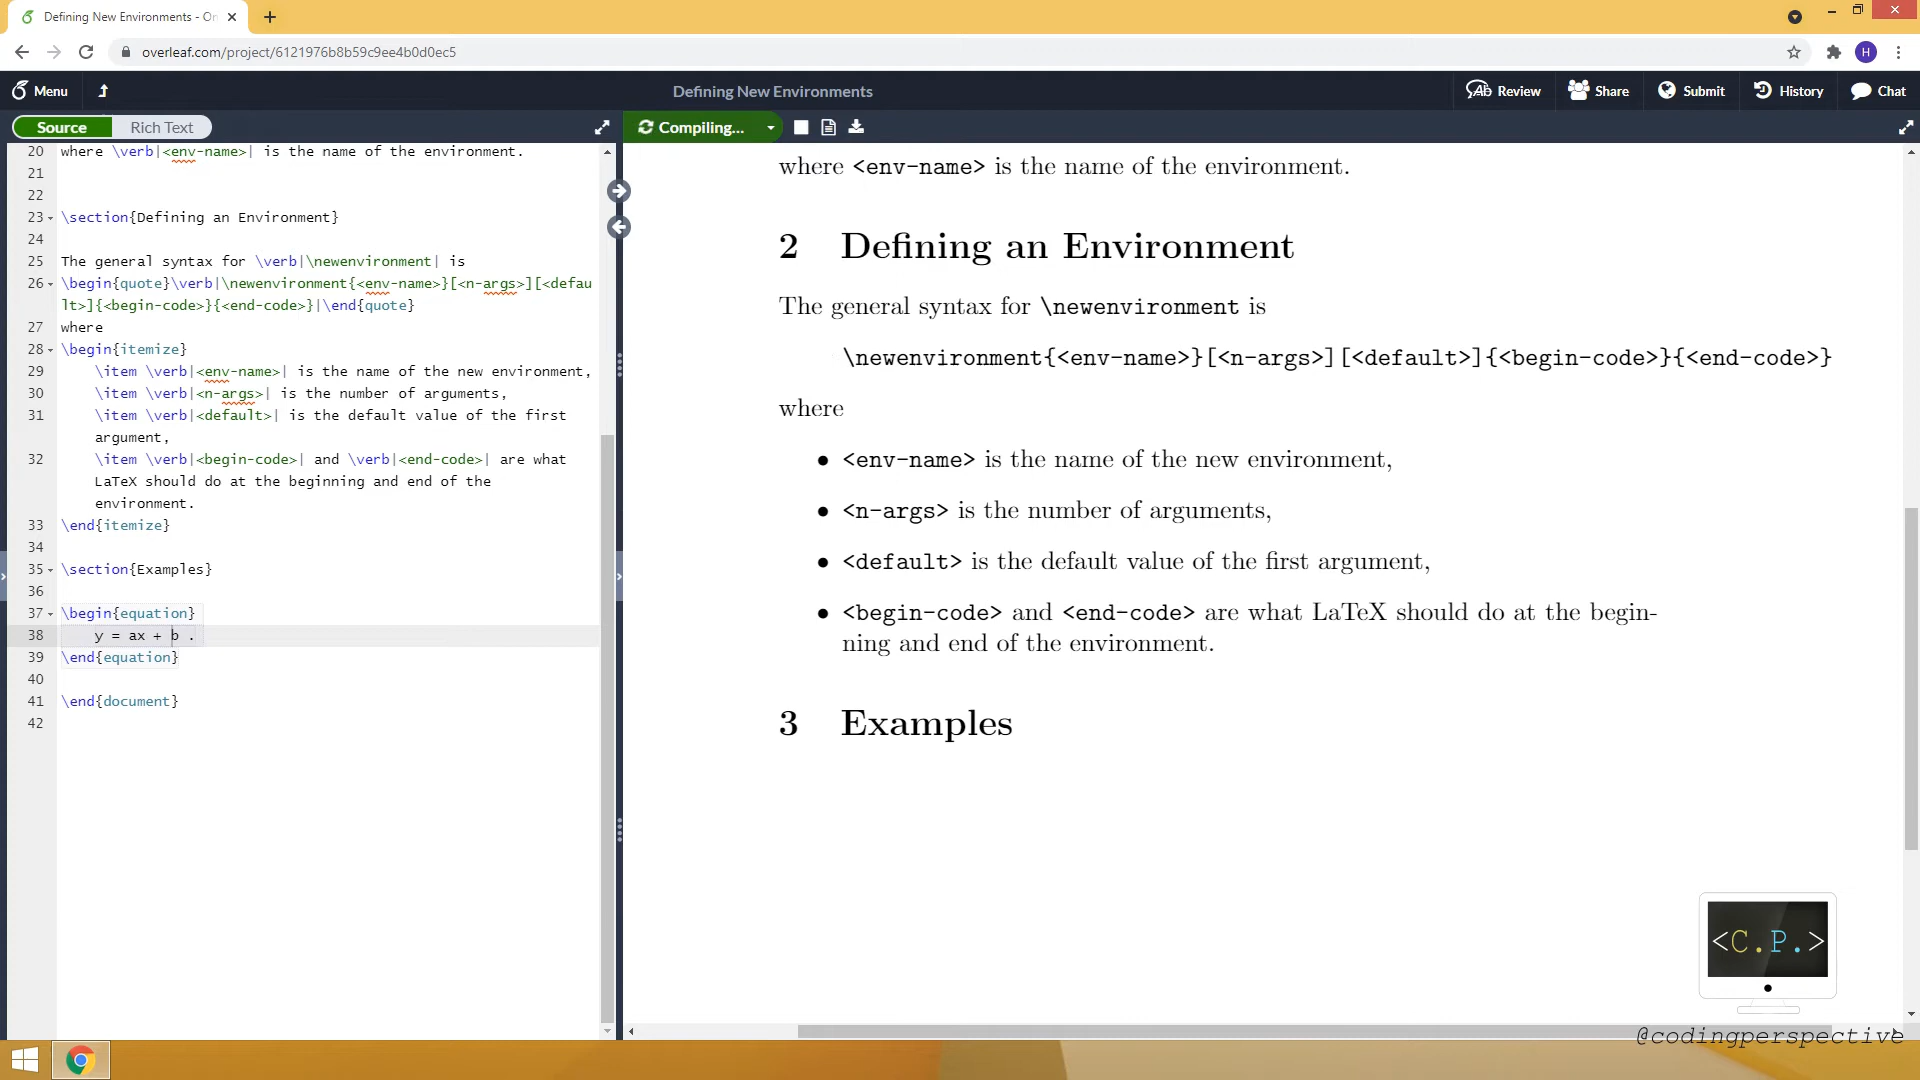 Defining New Environments - On
overleaf.com/project/6121976b8b59c9ee4b0d0ec5
H
Menu
Defining New Environments
Review
Share
Submit
History
Chat
Source
Rich Text
Compiling...
20 where \verb|<env-name>| is the name of the environment.
21
22
23 \section{Defining an Environment}
24
25 The general syntax for \verb|\newenvironment| is
26 \begin{quote}\verb|\newenvironment{<env-name>}[<n-args>][<defau
lt>]{<begin-code>}{<end-code>}|\end{quote}
27 where
28 \begin{itemize}
29 \item \verb|<env-name>| is the name of the new environment,
30 \item \verb|<n-args>| is the number of arguments,
31 \item \verb|<default>| is the default value of the first
argument,
32 \item \verb|<begin-code>| and \verb|<end-code>| are what
LaTeX should do at the beginning and end of the
environment.
33 \end{itemize}
34
35 \section{Examples}
36
37 \begin{equation}
38 y = ax + b .
39 \end{equation}
40
41 \end{document}
42
where <env-name> is the name of the environment.
2 Defining an Environment
The general syntax for \newenvironment is
\newenvironment{<env-name>}[<n-args>][<default>]{<begin-code>}{<end-code>}
where
• <env-name> is the name of the new environment,
• <n-args> is the number of arguments,
• <default> is the default value of the first argument,
• <begin-code> and <end-code> are what LaTeX should do at the begin-
ning and end of the environment.
3 Examples
<C.P.>
@codingperspective